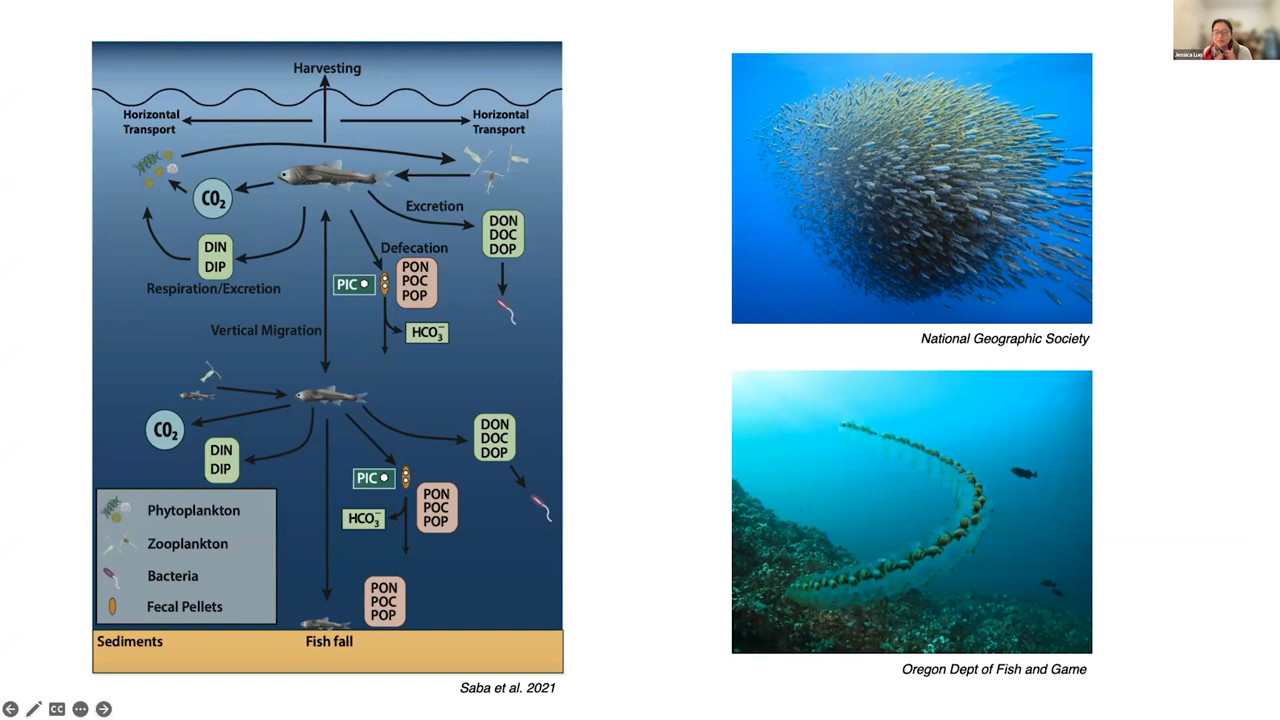 Harvesting
Horizontal
Transport
Horizontal
Transport
CO₂
Excretion
DON
DOC
DOP
DIN
DIP
Defecation
PIC
PON
POC
POP
Respiration/Excretion
HCO₃⁻
Vertical Migration
CO₂
DIN
DIP
DON
DOC
DOP
PIC
PON
POC
POP
HCO₃⁻
Phytoplankton
Zooplankton
Bacteria
Fecal Pellets
PON
POC
POP
Sediments
Fish fall
Saba et al. 2021
National Geographic Society
Oregon Dept of Fish and Game
Jessica Luo
CC